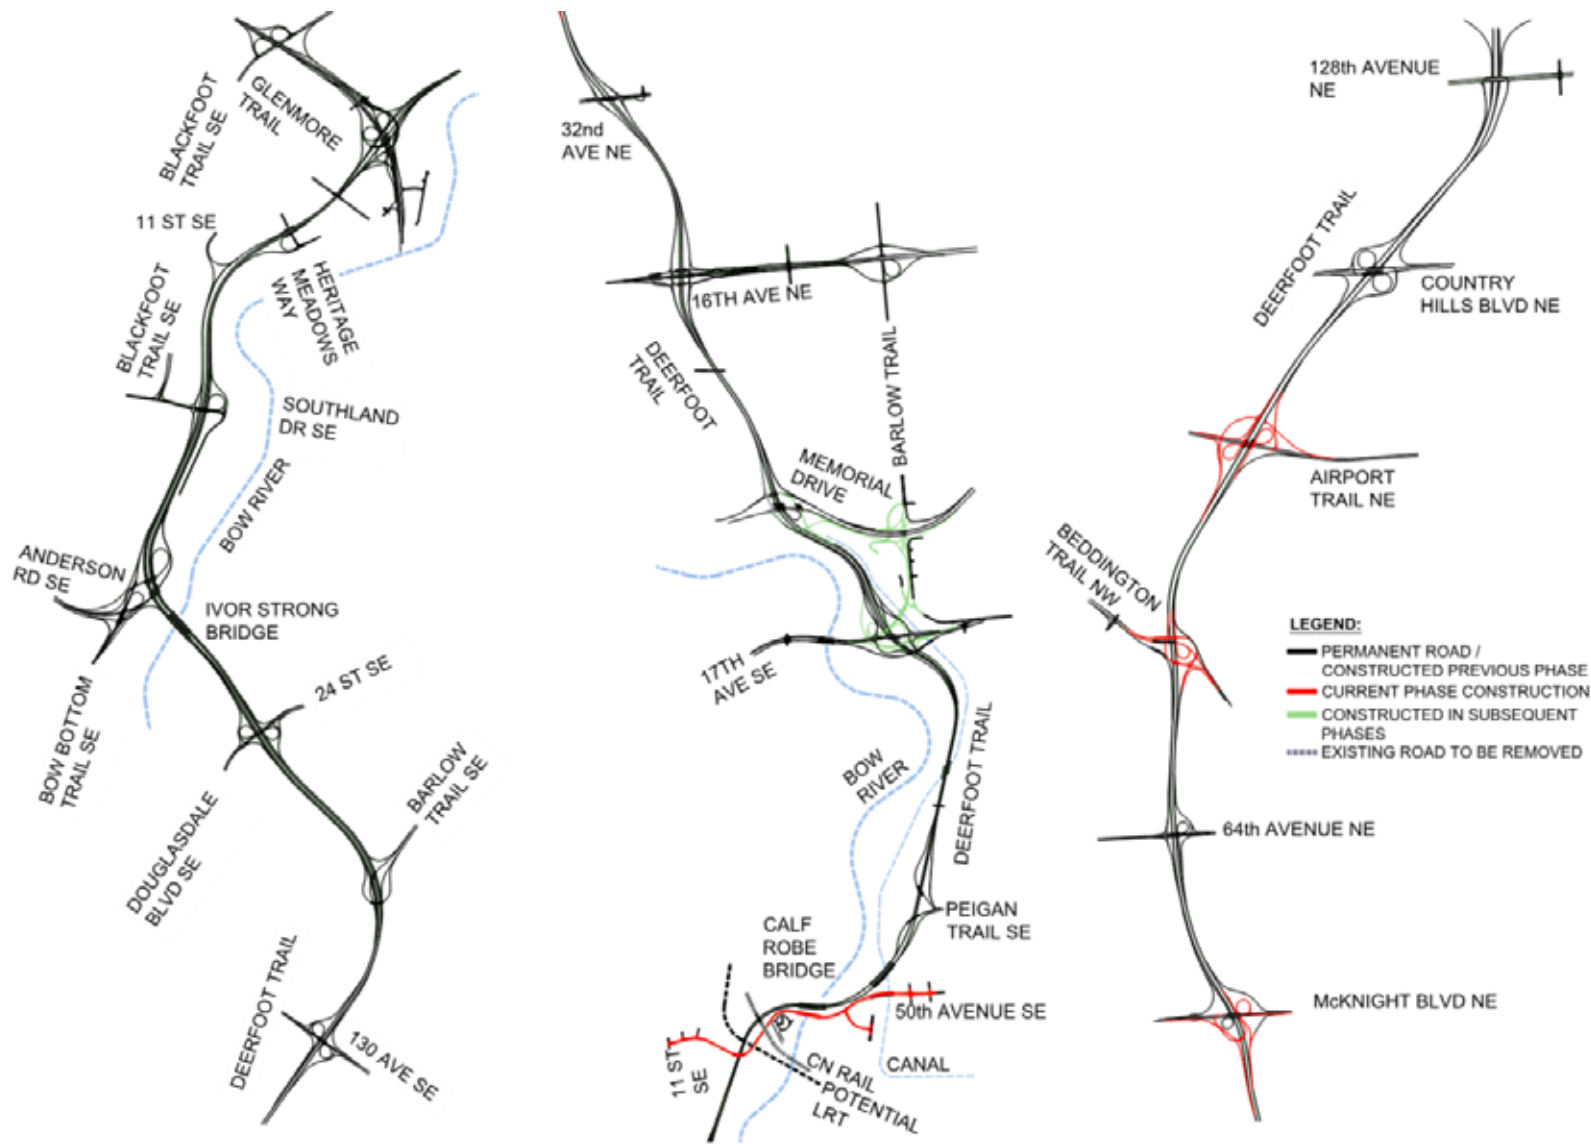 BLACKFOOT
TRAIL SE
GLENMORE
TRAIL
11 ST SE
HERITAGE
MEADOWS
WAY
BLACKFOOT
TRAIL SE
SOUTHLAND
DR SE
BOW RIVER
ANDERSON
RD SE
IVOR STRONG
BRIDGE
BOW BOTTOM
TRAIL SE
24 ST SE
DOUGLASDALE
BLVD SE
BARLOW
TRAIL SE
DEERFOOT TRAIL
130 AVE SE
32nd
AVE NE
16TH AVE NE
DEERFOOT
TRAIL
BARLOW TRAIL
MEMORIAL
DRIVE
17TH
AVE SE
BOW
RIVER
DEERFOOT TRAIL
PEIGAN
TRAIL SE
CALF
ROBE
BRIDGE
50th AVENUE SE
11 ST
SE
CN RAIL
POTENTIAL
LRT
CANAL
128th AVENUE
NE
DEERFOOT TRAIL
COUNTRY
HILLS BLVD NE
AIRPORT
TRAIL NE
BEDDINGTON
TRAIL NW
LEGEND:
PERMANENT ROAD /
CONSTRUCTED PREVIOUS PHASE
CURRENT PHASE CONSTRUCTION
CONSTRUCTED IN SUBSEQUENT
PHASES
EXISTING ROAD TO BE REMOVED
64th AVENUE NE
McKNIGHT BLVD NE